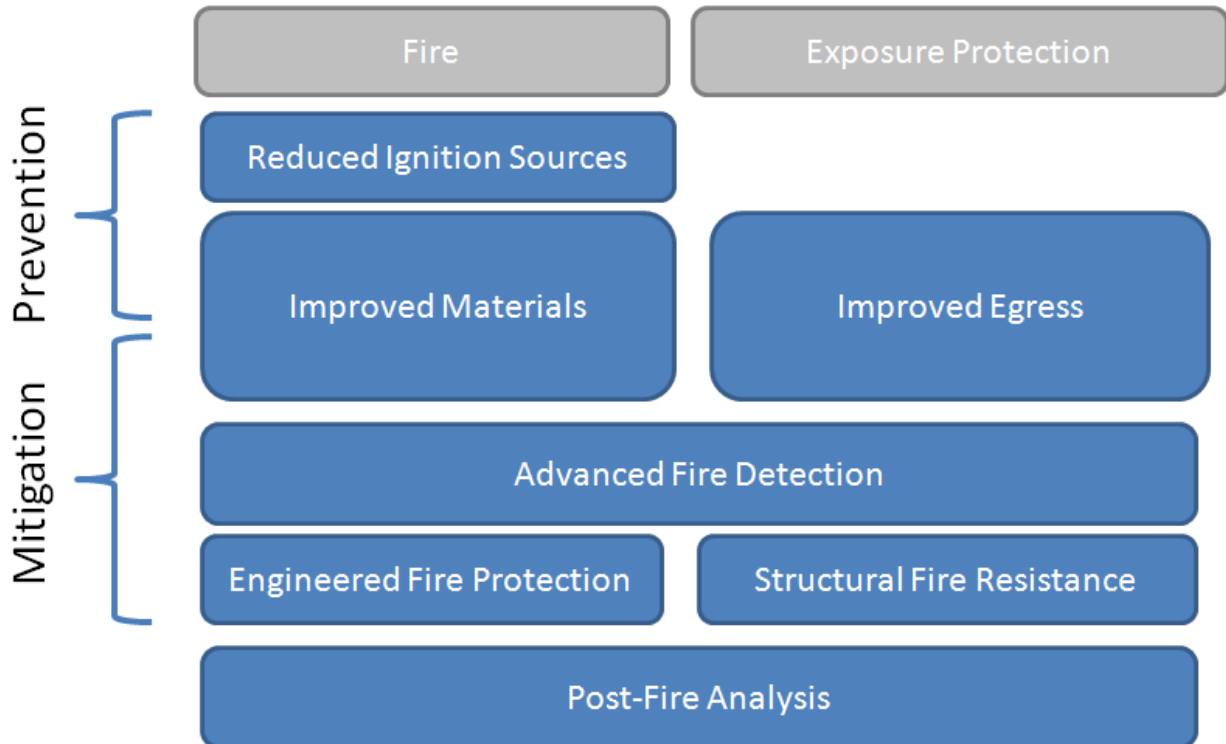 Fire
Exposure Protection
Prevention
Reduced Ignition Sources
Improved Materials
Improved Egress
Mitigation
Advanced Fire Detection
Engineered Fire Protection
Structural Fire Resistance
Post-Fire Analysis